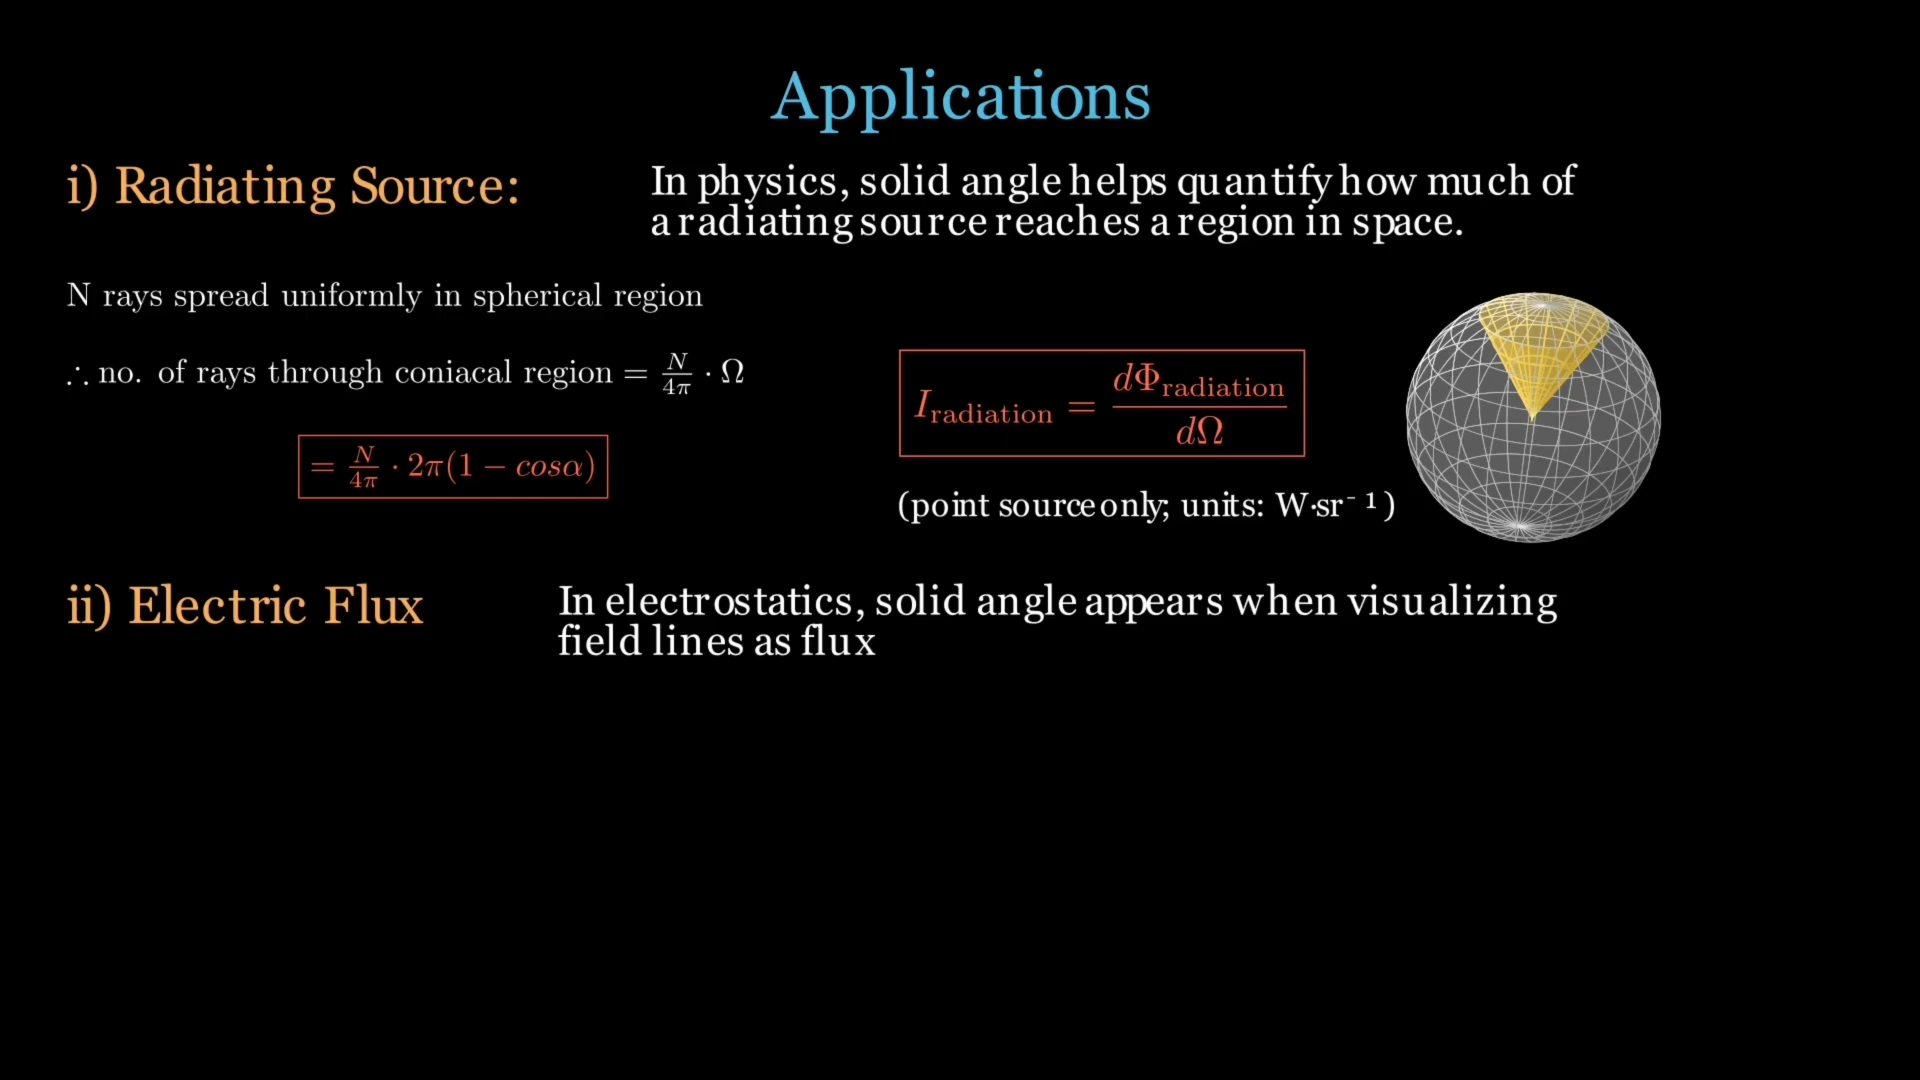 Applications
i) Radiating Source:
In physics, solid angle helps quantify how much of
a radiating source reaches a region in space.
N rays spread uniformly in spherical region
∴ no. of rays through coniacal region = N/4π · Ω
= N/4π · 2π(1 − cosα)
I_radiation = dΦ_radiation/dΩ
(point source only; units: W·sr⁻¹)
ii) Electric Flux
In electrostatics, solid angle appears when visualizing
field lines as flux